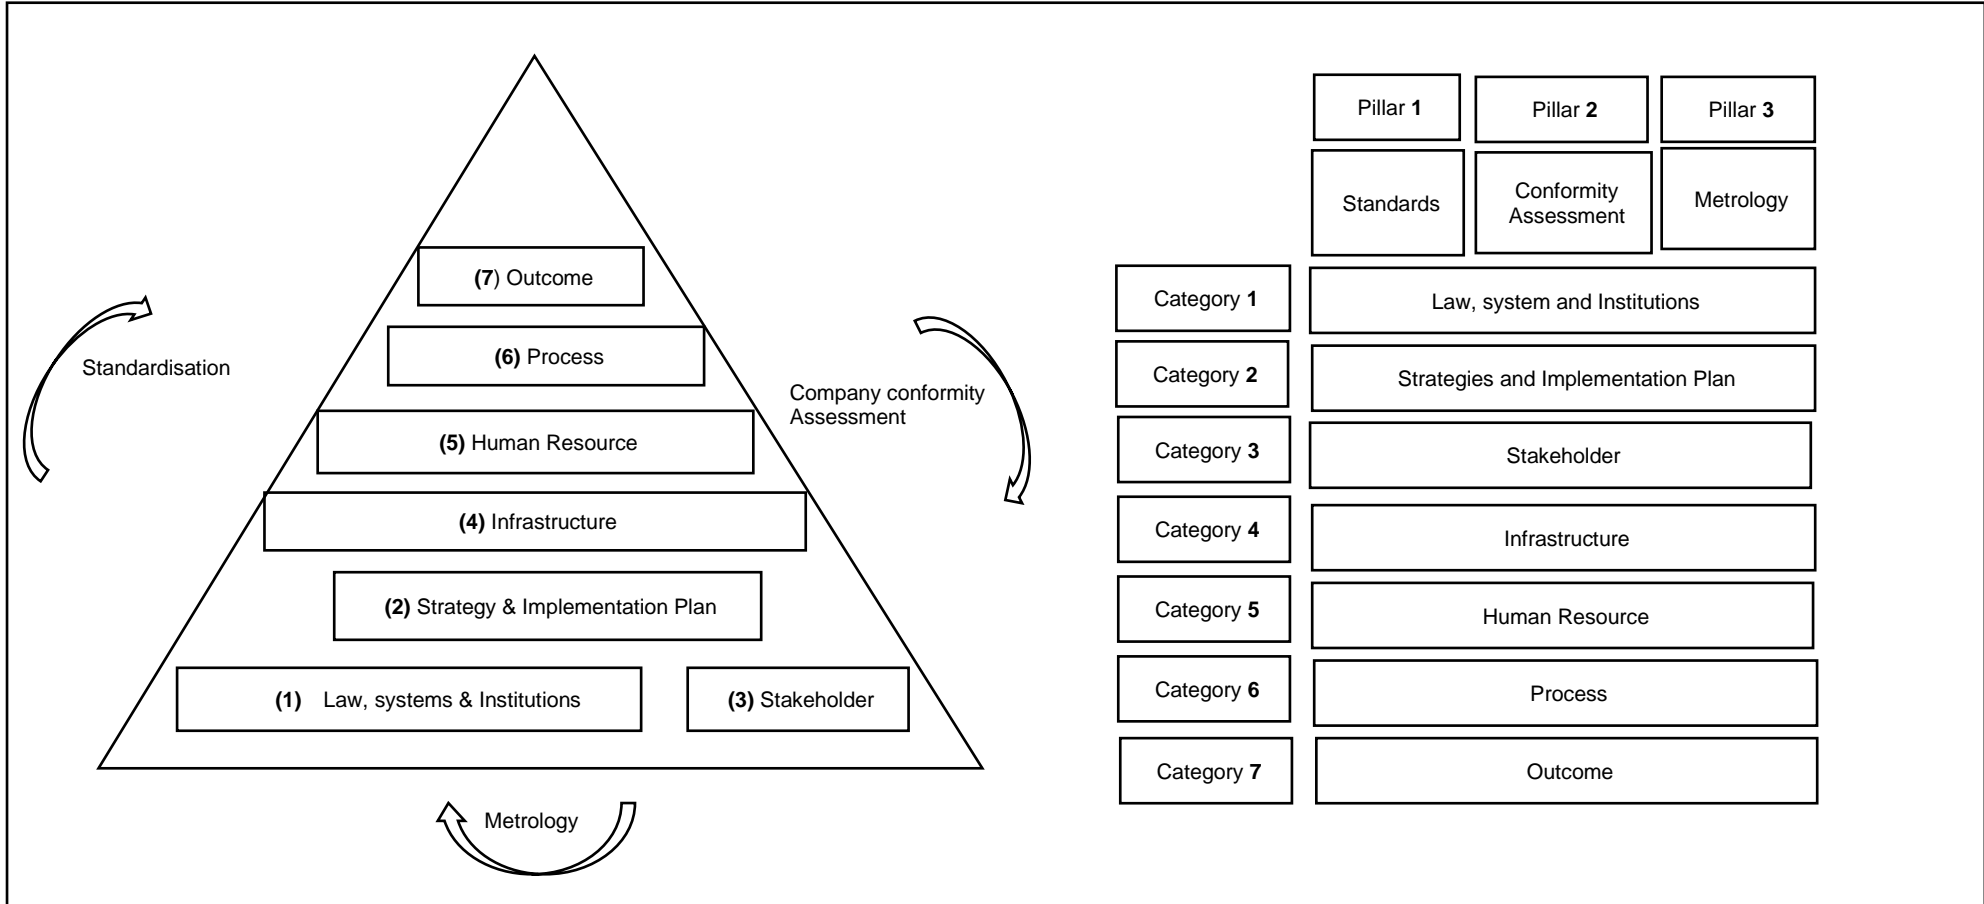 (7) Outcome
(6) Process
(5) Human Resource
(4) Infrastructure
(2) Strategy & Implementation Plan
(1) Law, systems & Institutions
(3) Stakeholder
Standardisation
Company conformity
Assessment
Metrology
Pillar 1
Pillar 2
Pillar 3
Standards
Conformity
Assessment
Metrology
Category 1
Law, system and Institutions
Category 2
Strategies and Implementation Plan
Category 3
Stakeholder
Category 4
Infrastructure
Category 5
Human Resource
Category 6
Process
Category 7
Outcome